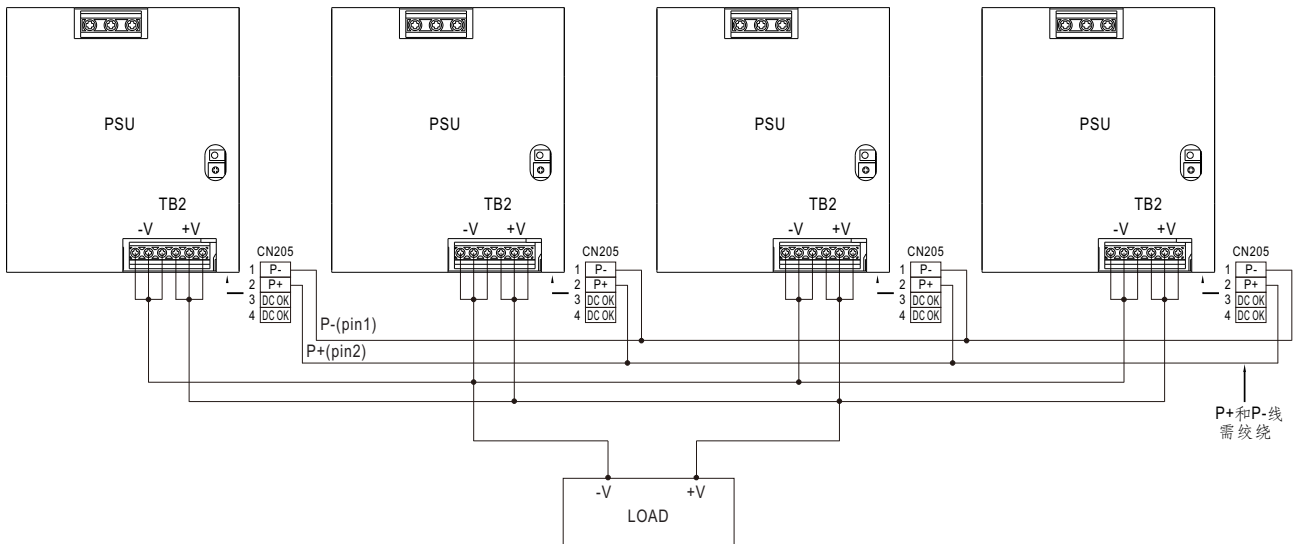 PSU
TB2
-V +V
CN205
1 P-
2 P+
3 DC OK
4 DC OK
PSU
TB2
-V +V
CN205
1 P-
2 P+
3 DC OK
4 DC OK
PSU
TB2
-V +V
CN205
1 P-
2 P+
3 DC OK
4 DC OK
PSU
TB2
-V +V
CN205
1 P-
2 P+
3 DC OK
4 DC OK
P-(pin1)
P+(pin2)
P+和P-线
需绞绕
-V +V
LOAD